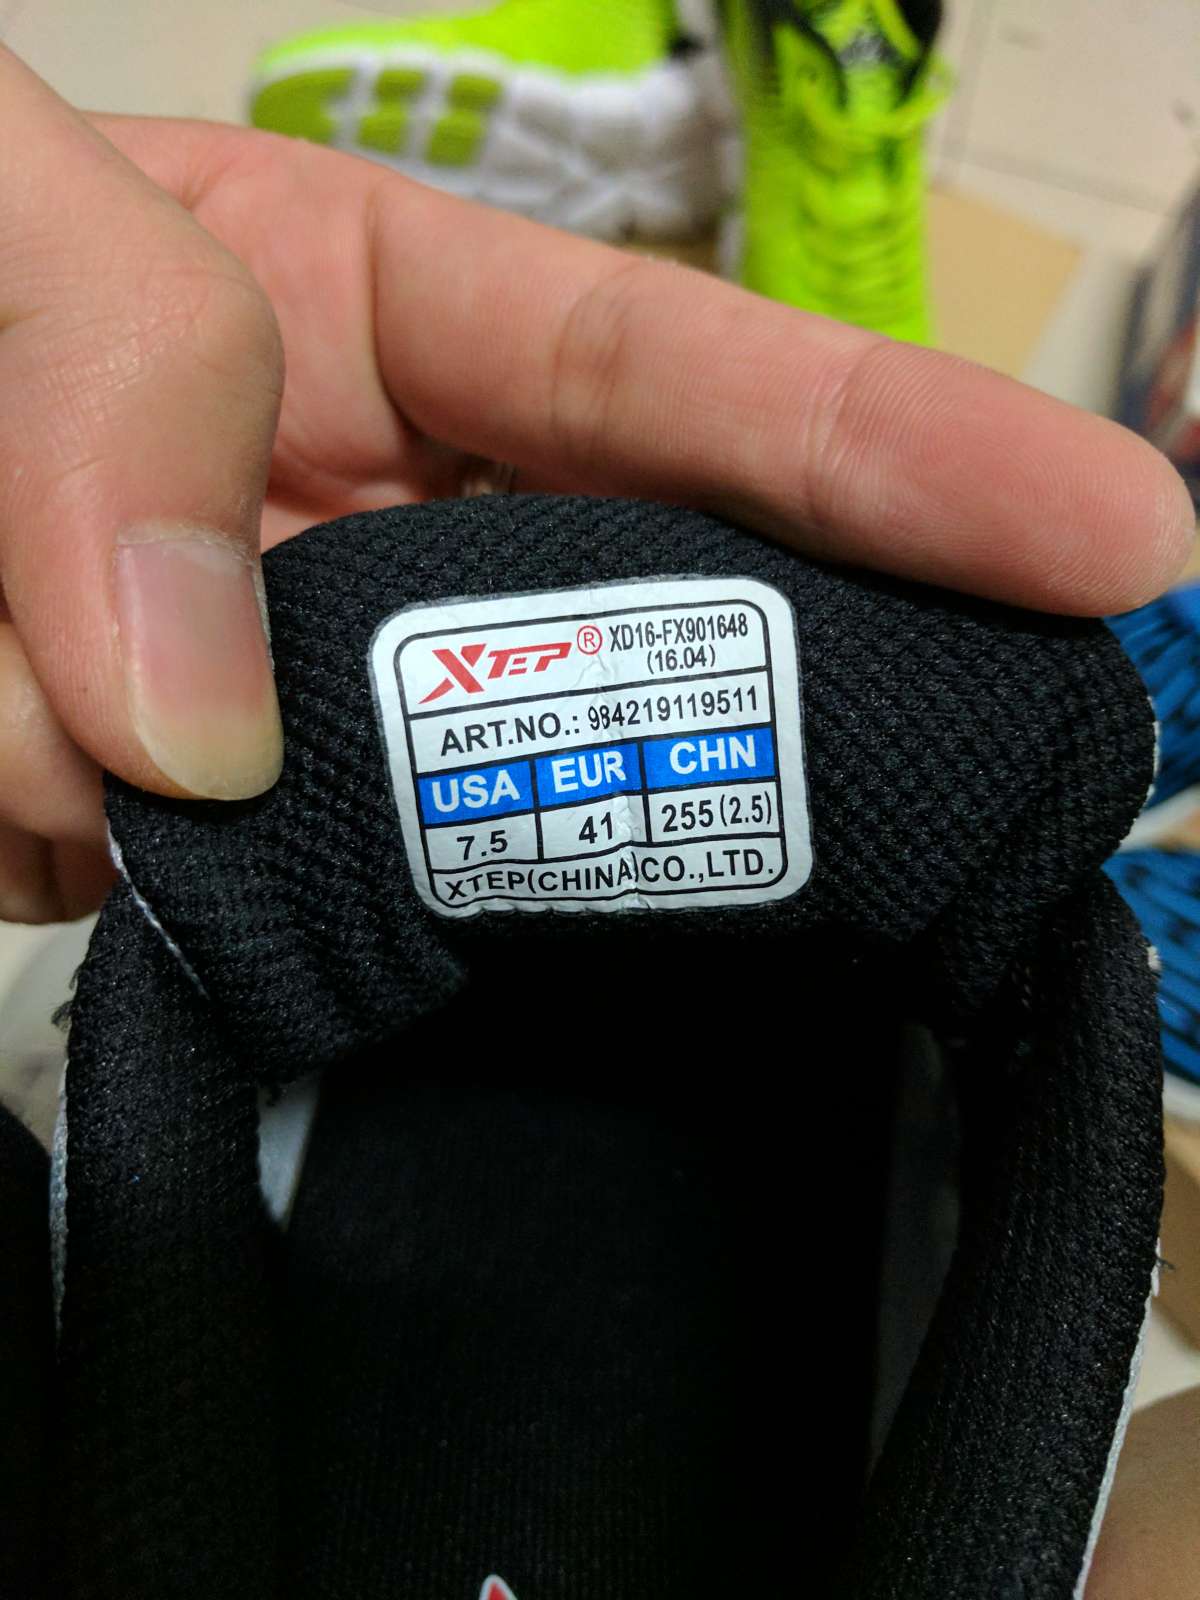 XTEP® XD16-FX901648
(16.04)
ART.NO.: 984219119511
USA EUR CHN
7.5 41 255(2.5)
XTEP(CHINA)CO.,LTD.